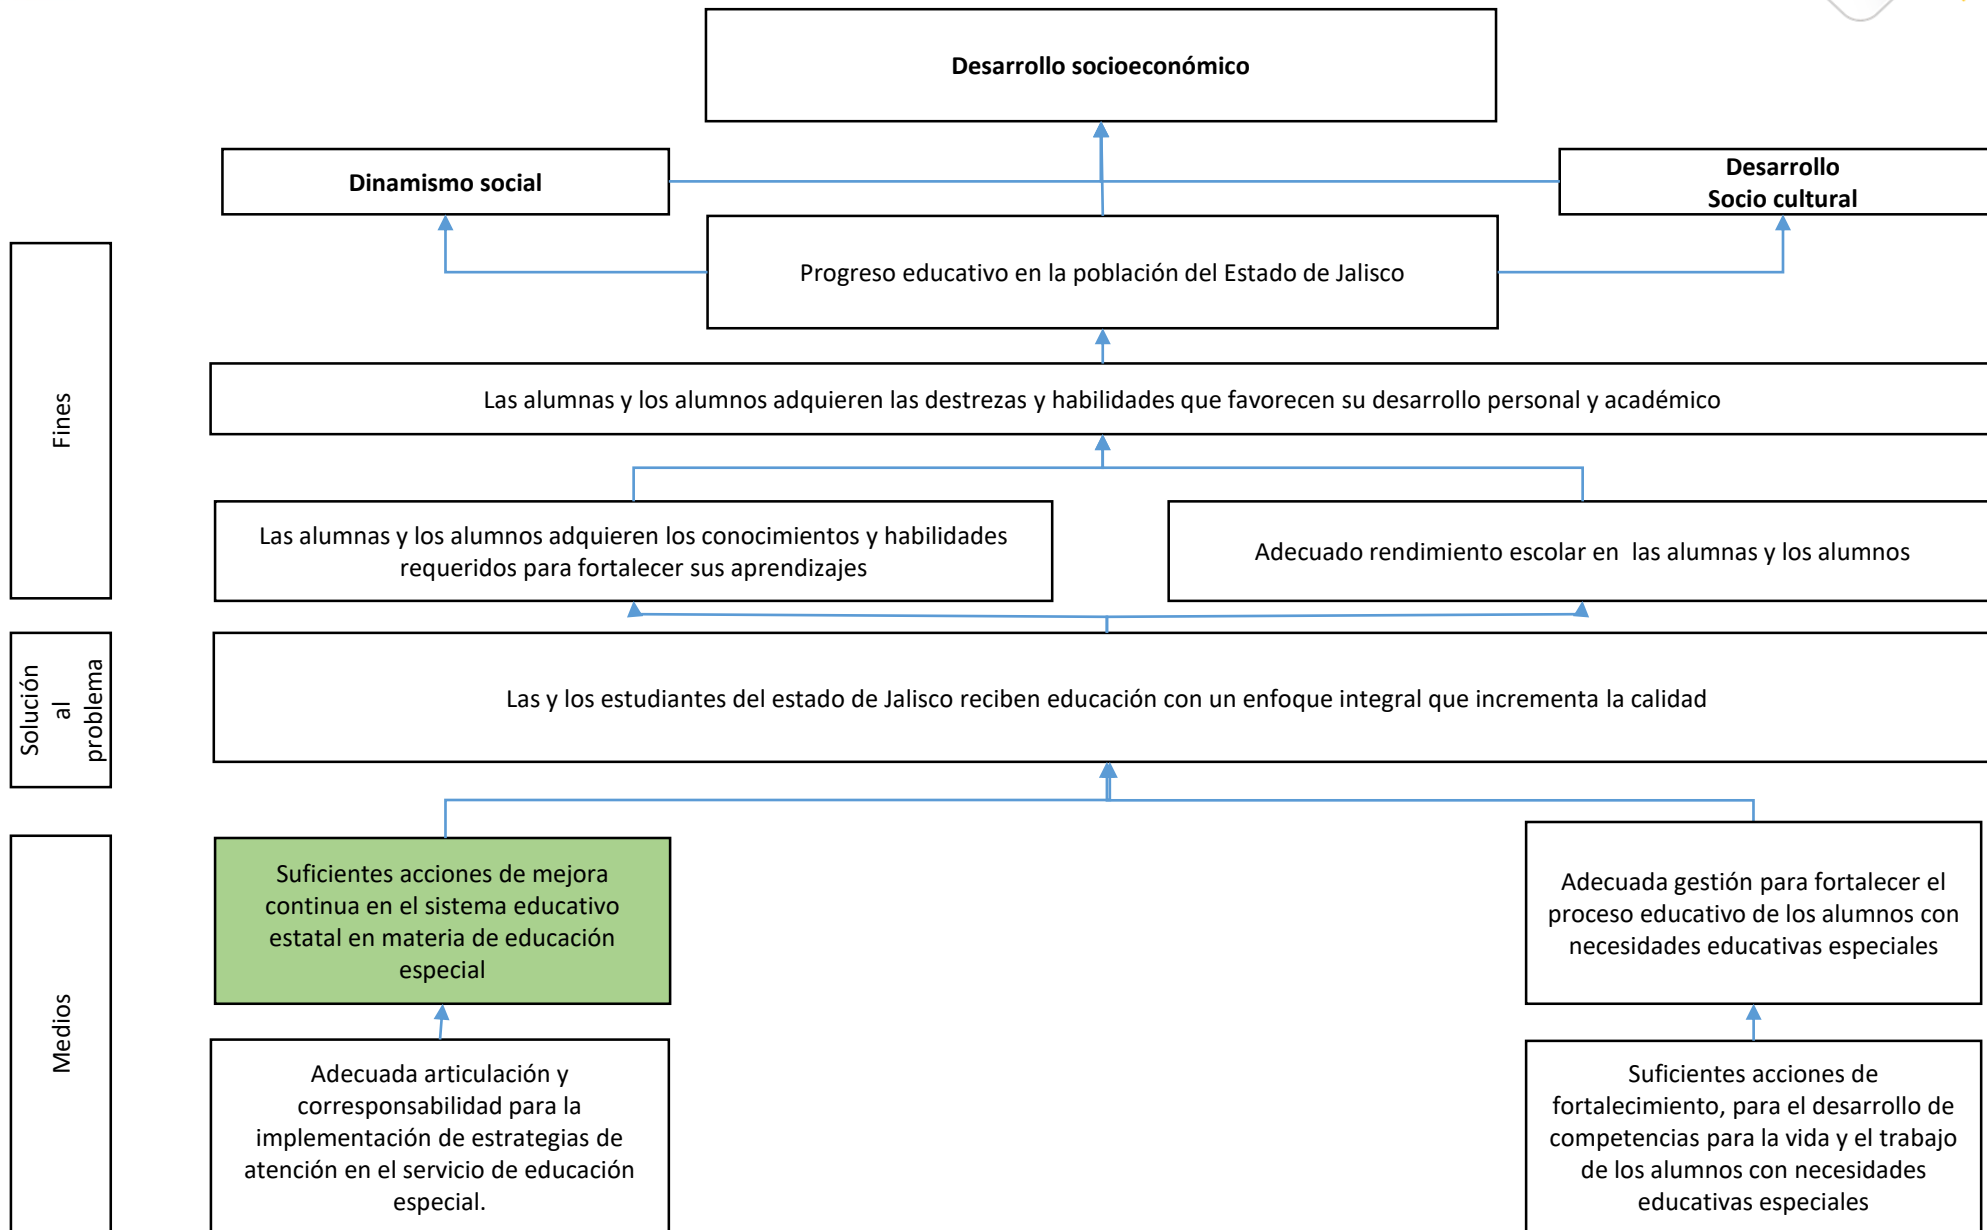 Desarrollo socioeconómico
Dinamismo social
Desarrollo
Socio cultural
Progreso educativo en la población del Estado de Jalisco
Fines
Las alumnas y los alumnos adquieren las destrezas y habilidades que favorecen su desarrollo personal y académico
Las alumnas y los alumnos adquieren los conocimientos y habilidades
requeridos para fortalecer sus aprendizajes
Adecuado rendimiento escolar en  las alumnas y los alumnos
Solución
al
problema
Las y los estudiantes del estado de Jalisco reciben educación con un enfoque integral que incrementa la calidad
Medios
Suficientes acciones de mejora
continua en el sistema educativo
estatal en materia de educación
especial
Adecuada gestión para fortalecer el
proceso educativo de los alumnos con
necesidades educativas especiales
Adecuada articulación y
corresponsabilidad para la
implementación de estrategias de
atención en el servicio de educación
especial.
Suficientes acciones de
fortalecimiento, para el desarrollo de
competencias para la vida y el trabajo
de los alumnos con necesidades
educativas especiales